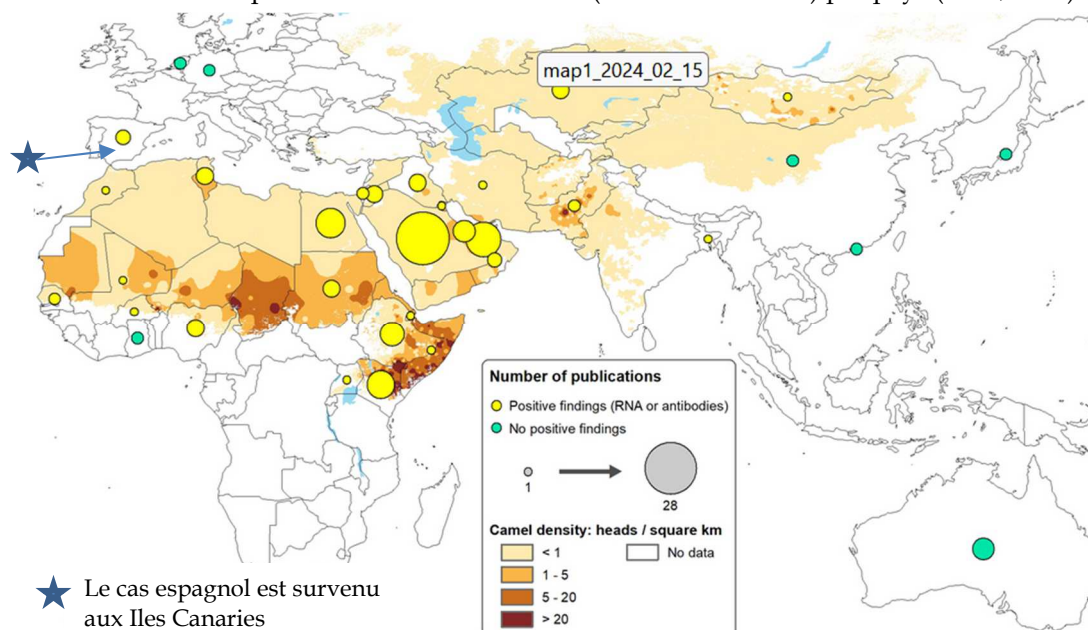 map1_2024_02_15
Number of publications
Positive findings (RNA or antibodies)
No positive findings
1
28
Camel density: heads / square km
< 1
No data
1 - 5
5 - 20
> 20
Le cas espagnol est survenu
aux Iles Canaries